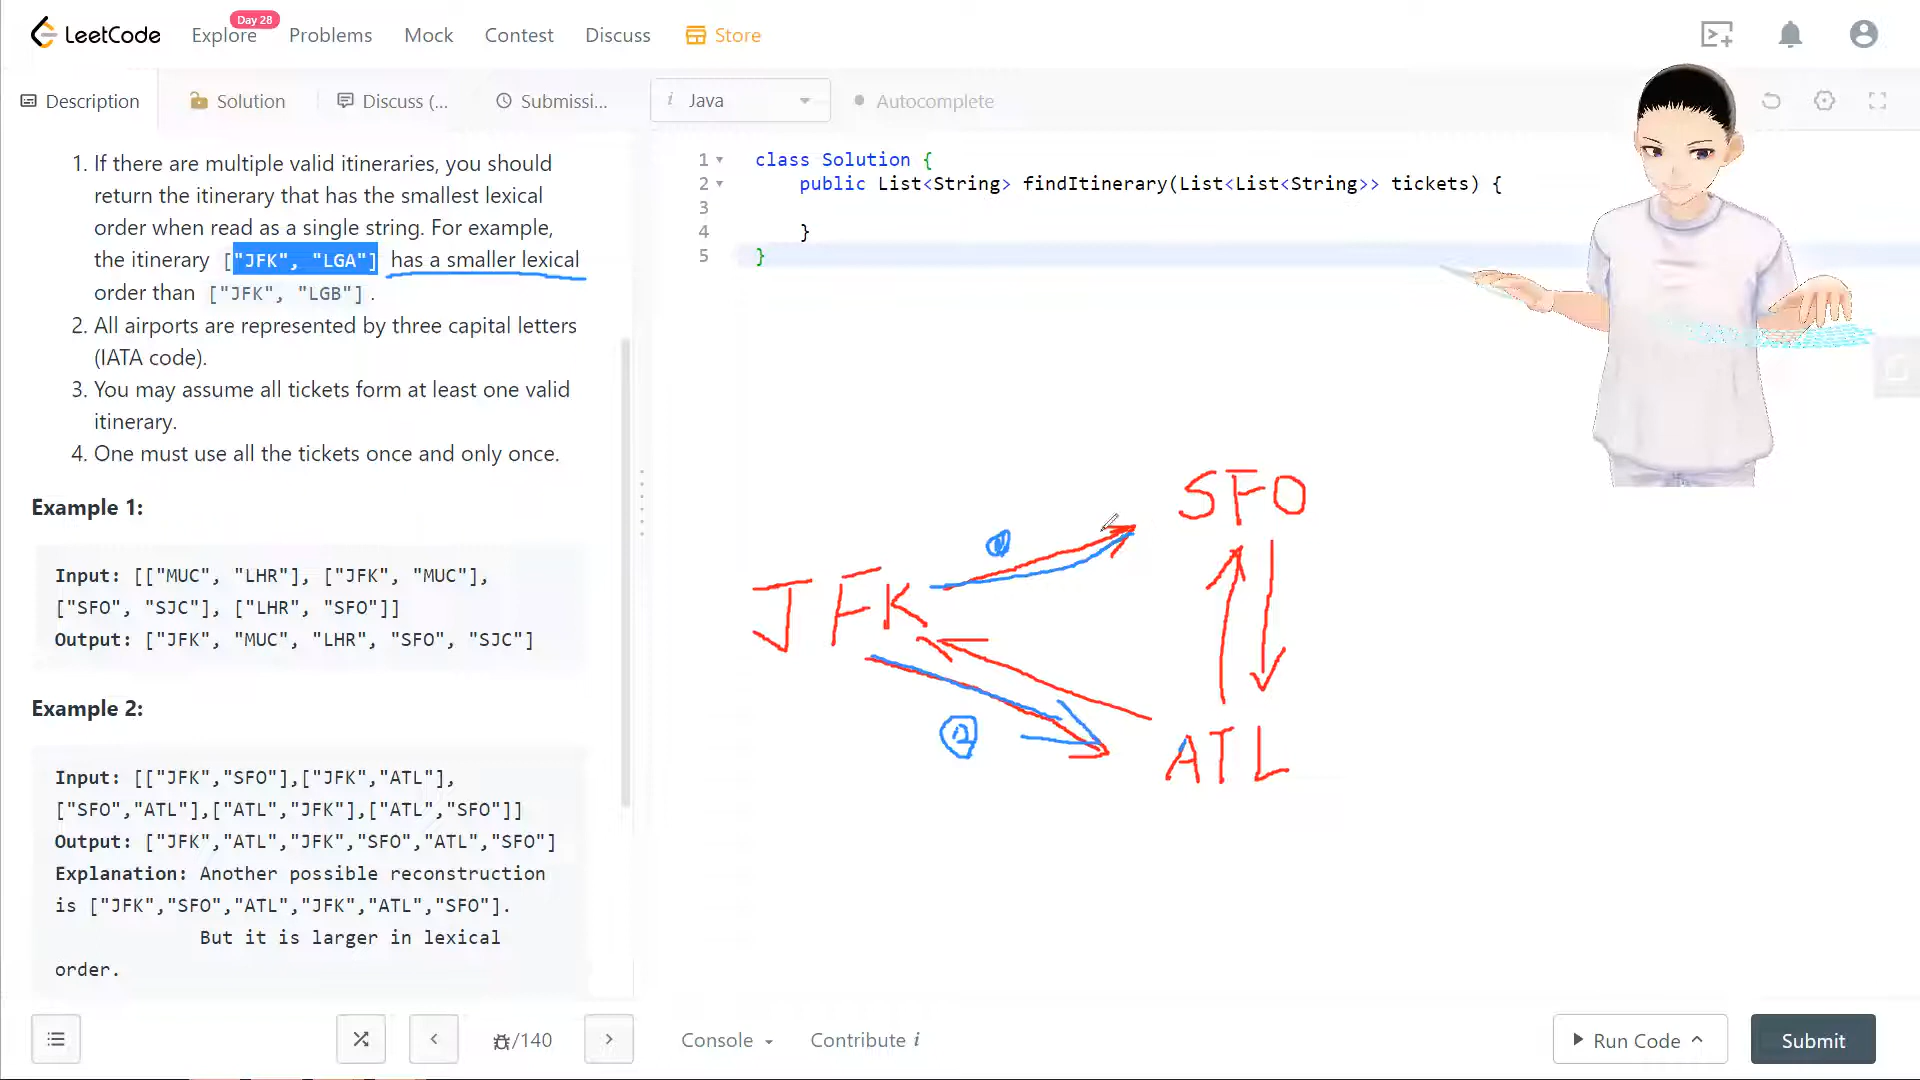 LeetCode Explore Day 28 Problems Mock Contest Discuss Store
Description Solution Discuss (... Submissi... i Java Autocomplete
1. If there are multiple valid itineraries, you should
return the itinerary that has the smallest lexical
order when read as a single string. For example,
the itinerary ["JFK", "LGA"] has a smaller lexical
order than ["JFK", "LGB"] .
2. All airports are represented by three capital letters
(IATA code).
3. You may assume all tickets form at least one valid
itinerary.
4. One must use all the tickets once and only once.
Example 1:
Input: [["MUC", "LHR"], ["JFK", "MUC"],
["SFO", "SJC"], ["LHR", "SFO"]]
Output: ["JFK", "MUC", "LHR", "SFO", "SJC"]
Example 2:
Input: [["JFK","SFO"],["JFK","ATL"],
["SFO","ATL"],["ATL","JFK"],["ATL","SFO"]]
Output: ["JFK","ATL","JFK","SFO","ATL","SFO"]
Explanation: Another possible reconstruction
is ["JFK","SFO","ATL","JFK","ATL","SFO"].
But it is larger in lexical
order.
1 class Solution {
2 public List<String> findItinerary(List<List<String>> tickets) {
3
4 }
5 }
SFO
JFK
2
ATL
/140 Console Contribute i Run Code Submit